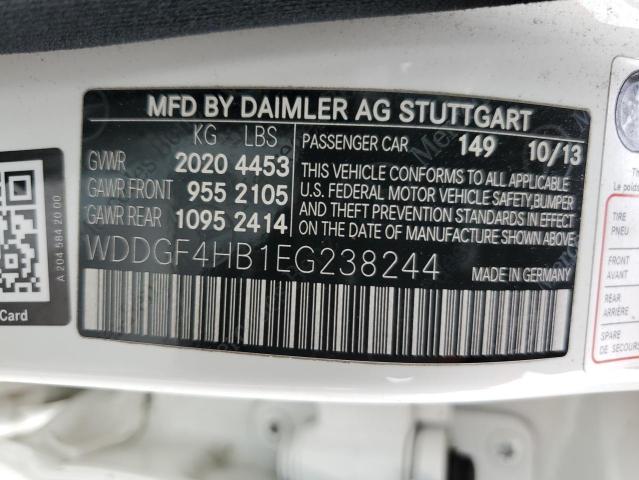 MFD BY DAIMLER AG STUTTGART
KG LBS
GVWR 2020 4453
GAWR FRONT 955 2105
GAWR REAR 1095 2414
PASSENGER CAR 149 10/13
THIS VEHICLE CONFORMS TO ALL APPLICABLE
U.S. FEDERAL MOTOR VEHICLE SAFETY,BUMPER
AND THEFT PREVENTION STANDARDS IN EFFECT
ON THE DATE OF MANUFACTURE SHOWN ABOVE.
WDDGF4HB1EG238244
MADE IN GERMANY
A 204 584 20 00
Card
Le poids
TIRE
PNEU
FRONT
AVANT
REAR
ARRIÈRE
SPARE
DE SECOURS